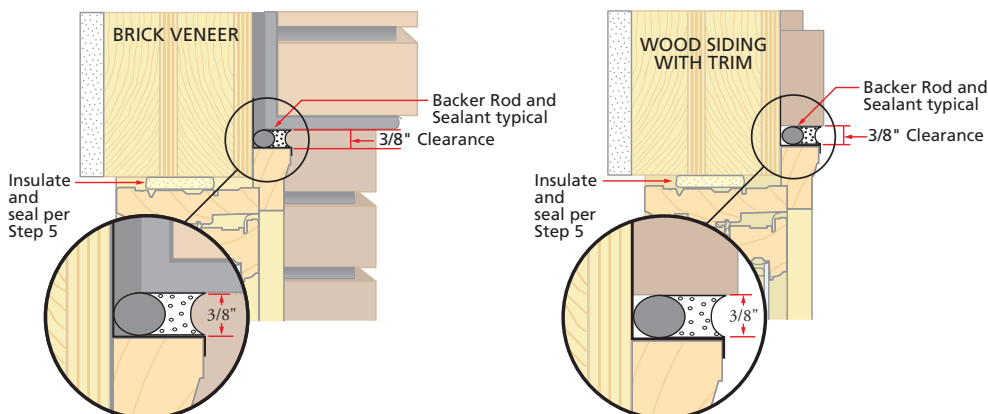 BRICK VENEER
Backer Rod and
Sealant typical
3/8" Clearance
Insulate
and
seal per
Step 5
3/8"
WOOD SIDING
WITH TRIM
Backer Rod and
Sealant typical
3/8" Clearance
Insulate
and
seal per
Step 5
3/8"